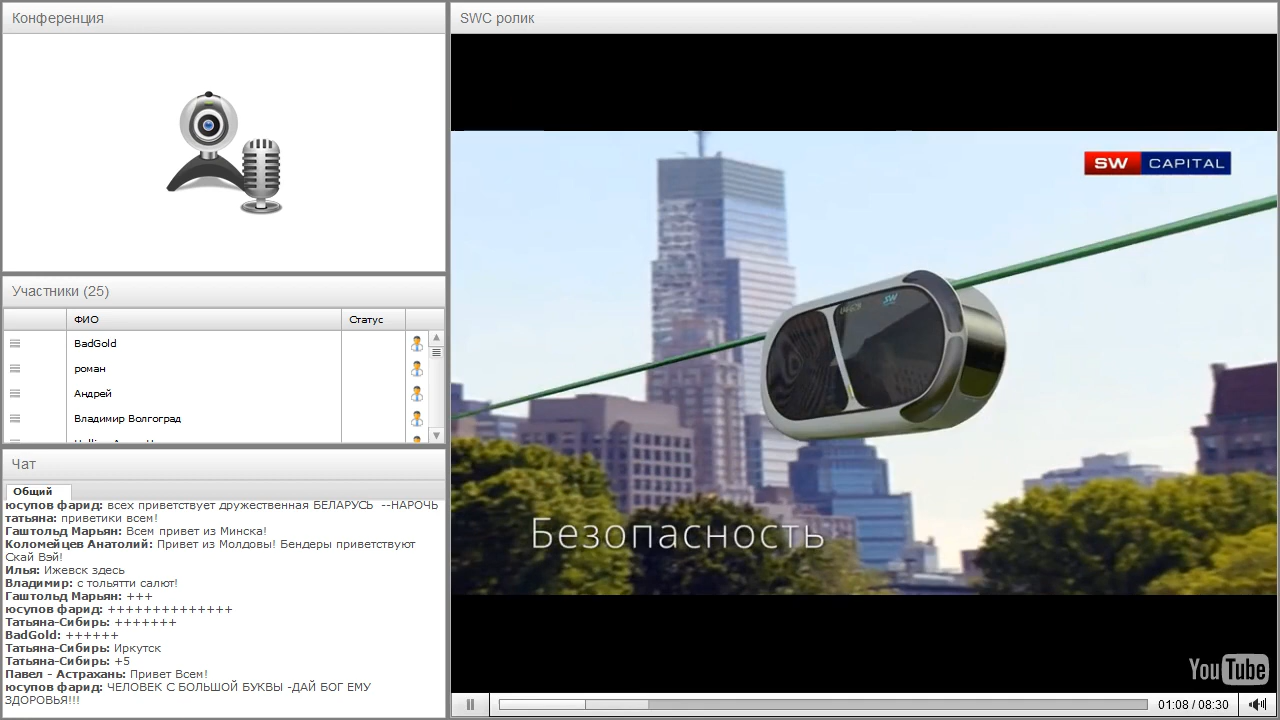 Конференция
SWC ролик
SW CAPITAL
SW
Безопасность
YouTube
01:08 / 08:30
Участники (25)
ФИО
Статус
BadGold
роман
Андрей
Владимир Волгоград
Чат
Общий
юсупов фарид: всех приветствует дружественная БЕЛАРУСЬ --НАРОЧЬ
татьяна: приветики всем!
Гаштольд Марьян: Всем привет из Минска!
Коломейцев Анатолий: Привет из Молдовы! Бендеры приветствуют
Скай Вэй!
Илья: Ижевск здесь
Владимир: с тольятти салют!
Гаштольд Марьян: +++
юсупов фарид: ++++++++++++++
Татьяна-Сибирь: +++++++
BadGold: ++++++
Татьяна-Сибирь: Иркутск
Татьяна-Сибирь: +5
Павел - Астрахань: Привет Всем!
юсупов фарид: ЧЕЛОВЕК С БОЛЬШОЙ БУКВЫ -ДАЙ БОГ ЕМУ
ЗДОРОВЬЯ!!!